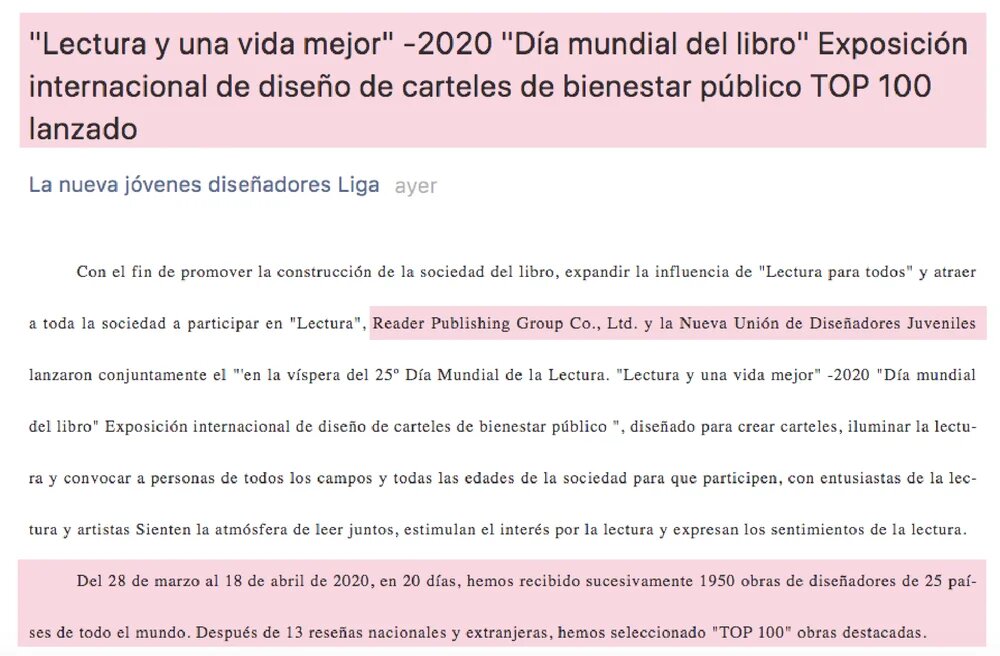 "Lectura y una vida mejor" -2020 "Día mundial del libro" Exposición
internacional de diseño de carteles de bienestar público TOP 100
lanzado
La nueva jóvenes diseñadores Liga ayer
Con el fin de promover la construcción de la sociedad del libro, expandir la influencia de "Lectura para todos" y atraer
a toda la sociedad a participar en "Lectura", Reader Publishing Group Co., Ltd. y la Nueva Unión de Diseñadores Juveniles
lanzaron conjuntamente el "'en la víspera del 25º Día Mundial de la Lectura. "Lectura y una vida mejor" -2020 "Día mundial
del libro" Exposición internacional de diseño de carteles de bienestar público ", diseñado para crear carteles, iluminar la lectu-
ra y convocar a personas de todos los campos y todas las edades de la sociedad para que participen, con entusiastas de la lec-
tura y artistas Sienten la atmósfera de leer juntos, estimulan el interés por la lectura y expresan los sentimientos de la lectura.
Del 28 de marzo al 18 de abril de 2020, en 20 días, hemos recibido sucesivamente 1950 obras de diseñadores de 25 paí-
ses de todo el mundo. Después de 13 reseñas nacionales y extranjeras, hemos seleccionado "TOP 100" obras destacadas.